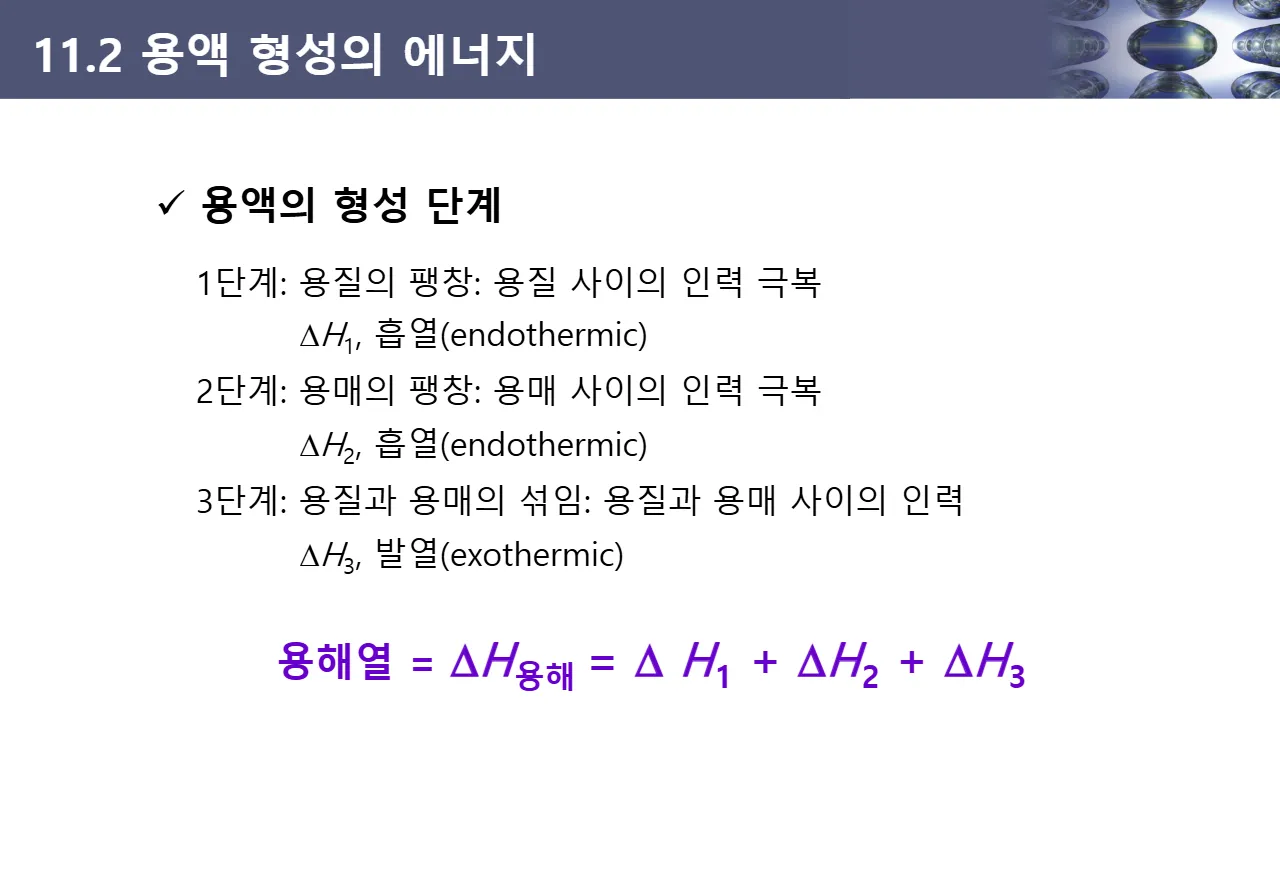 11.2 용액 형성의 에너지
✓ 용액의 형성 단계
1단계: 용질의 팽창: 용질 사이의 인력 극복
ΔH₁, 흡열(endothermic)
2단계: 용매의 팽창: 용매 사이의 인력 극복
ΔH₂, 흡열(endothermic)
3단계: 용질과 용매의 섞임: 용질과 용매 사이의 인력
ΔH₃, 발열(exothermic)
용해열 = ΔH용해 = Δ H₁ + ΔH₂ + ΔH₃